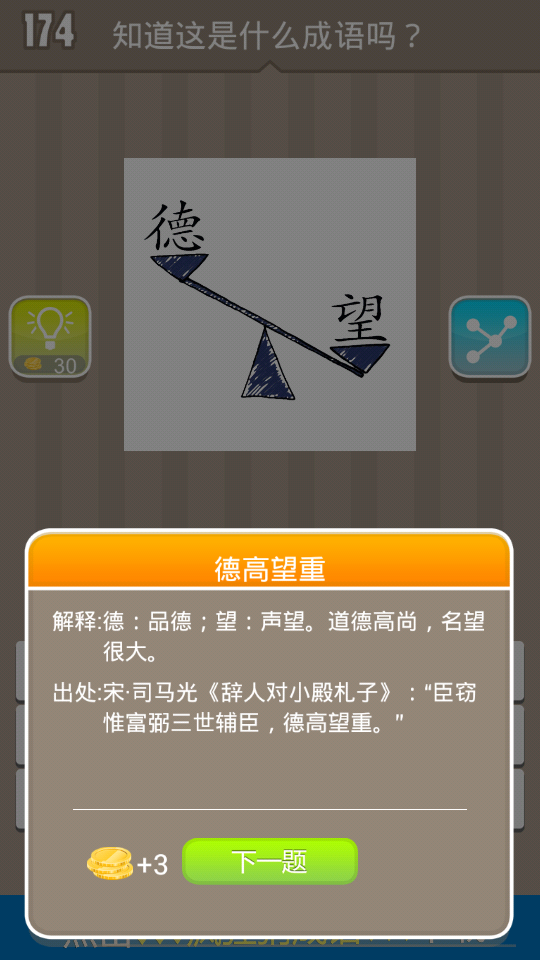 174
知道这是什么成语吗？
德
望
30
德高望重
解释:德：品德；望：声望。道德高尚，名望
很大。
出处:宋·司马光《辞人对小殿札子》：“臣窃
惟富弼三世辅臣，德高望重。”
+3
下一题